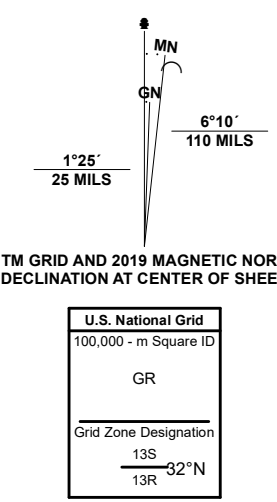 MN
GN
6°10´
110 MILS
1°25´
25 MILS
TM GRID AND 2019 MAGNETIC NOR
DECLINATION AT CENTER OF SHEE
U.S. National Grid
100,000 - m Square ID
GR
Grid Zone Designation
13S
32°N
13R